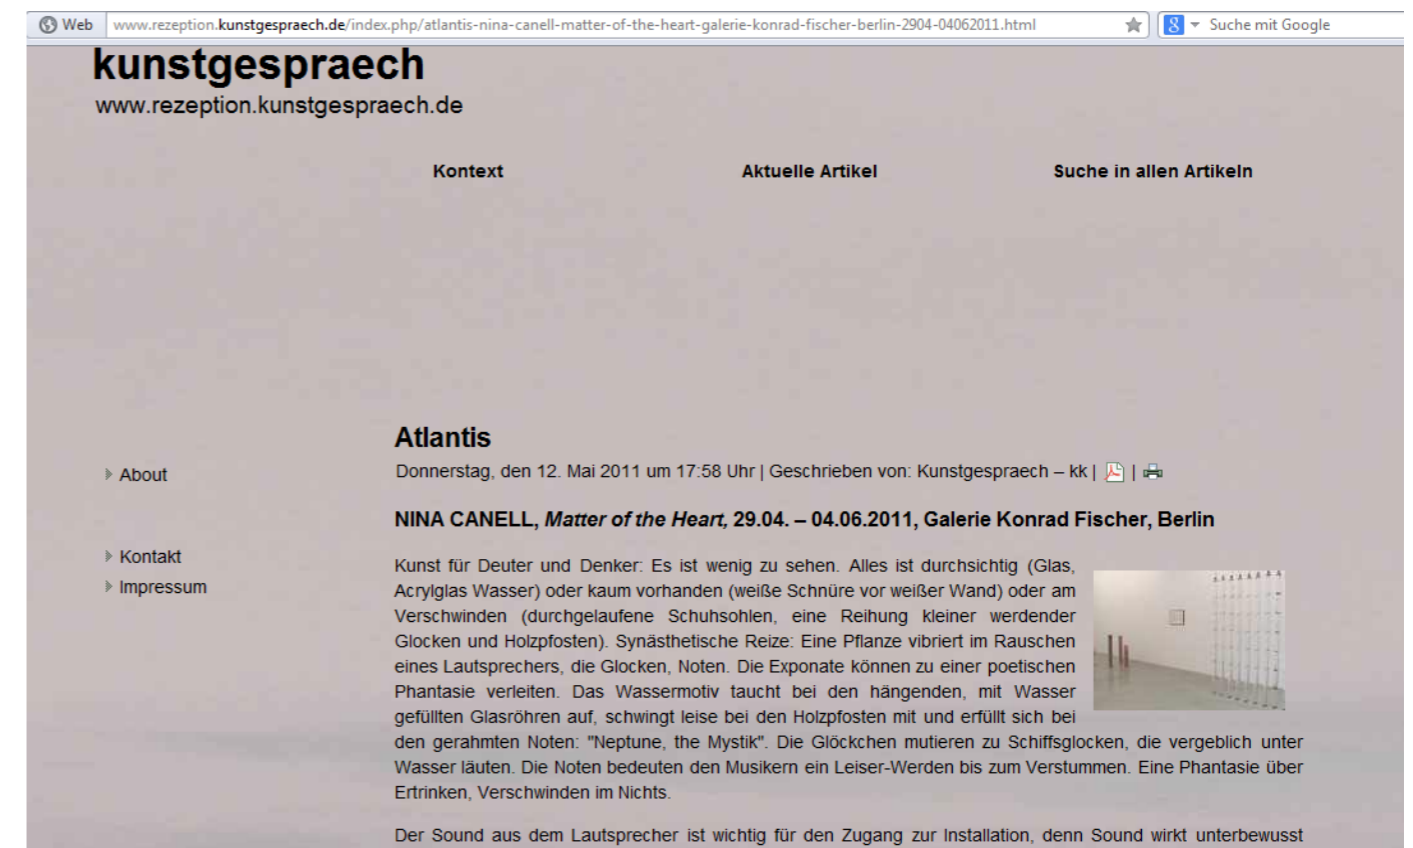 Web www.rezeption.kunstgespraech.de/index.php/atlantis-nina-canell-matter-of-the-heart-galerie-konrad-fischer-berlin-2904-04062011.html 8 Suche mit Google
kunstgespraech
www.rezeption.kunstgespraech.de
Kontext Aktuelle Artikel Suche in allen Artikeln
Atlantis
Donnerstag, den 12. Mai 2011 um 17:58 Uhr | Geschrieben von: Kunstgespraech – kk | |
About
NINA CANELL, Matter of the Heart, 29.04. – 04.06.2011, Galerie Konrad Fischer, Berlin
Kontakt
Impressum
Kunst für Deuter und Denker: Es ist wenig zu sehen. Alles ist durchsichtig (Glas,
Acrylglas Wasser) oder kaum vorhanden (weiße Schnüre vor weißer Wand) oder am
Verschwinden (durchgelaufene Schuhsohlen, eine Reihung kleiner werdender
Glocken und Holzpfosten). Synästhetische Reize: Eine Pflanze vibriert im Rauschen
eines Lautsprechers, die Glocken, Noten. Die Exponate können zu einer poetischen
Phantasie verleiten. Das Wassermotiv taucht bei den hängenden, mit Wasser
gefüllten Glasröhren auf, schwingt leise bei den Holzpfosten mit und erfüllt sich bei
den gerahmten Noten: "Neptune, the Mystik". Die Glöckchen mutieren zu Schiffsglocken, die vergeblich unter
Wasser läuten. Die Noten bedeuten den Musikern ein Leiser-Werden bis zum Verstummen. Eine Phantasie über
Ertrinken, Verschwinden im Nichts.
Der Sound aus dem Lautsprecher ist wichtig für den Zugang zur Installation, denn Sound wirkt unterbewusst